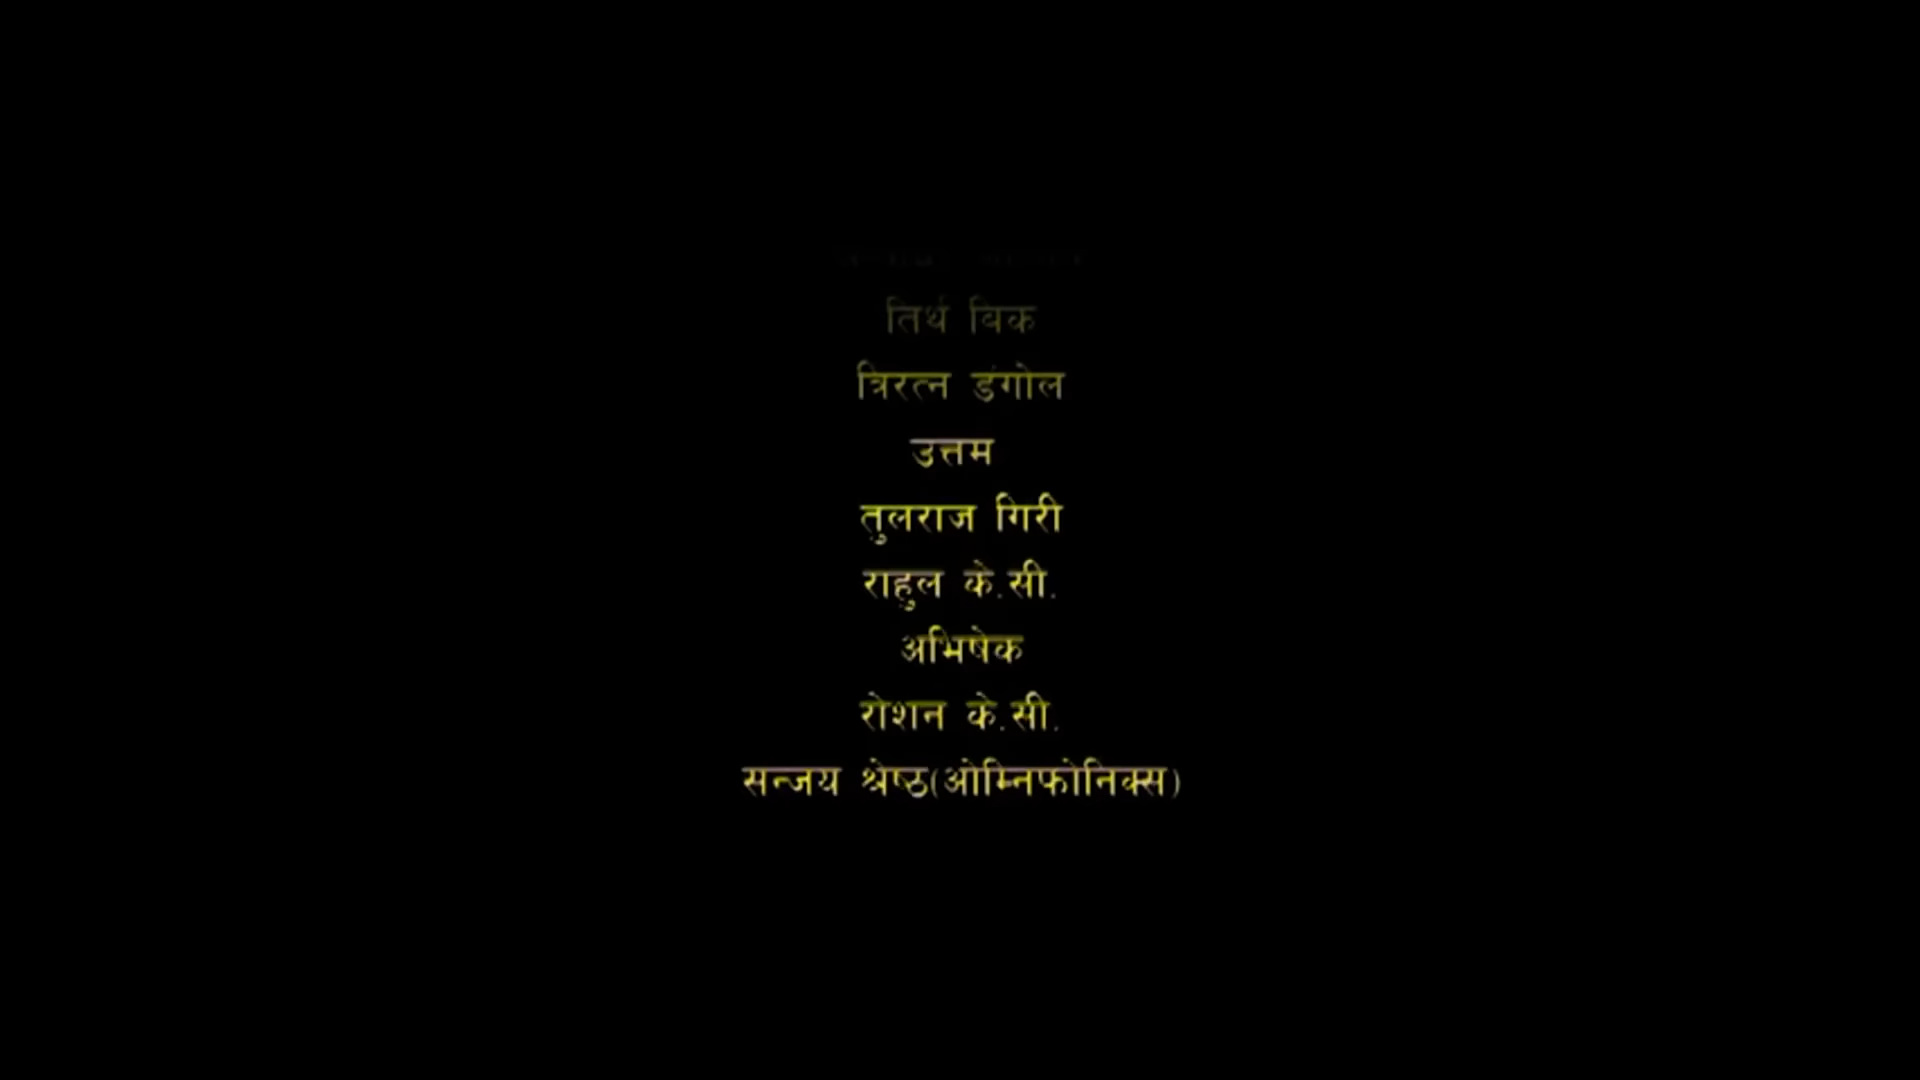 तिर्थ विक
त्रिरत्न डंगोल
उत्तम
तुलराज गिरी
राहुल के.सी.
अभिषेक
रोशन के.सी.
सन्जय श्रेष्ठ(ओम्निफोनिक्स)